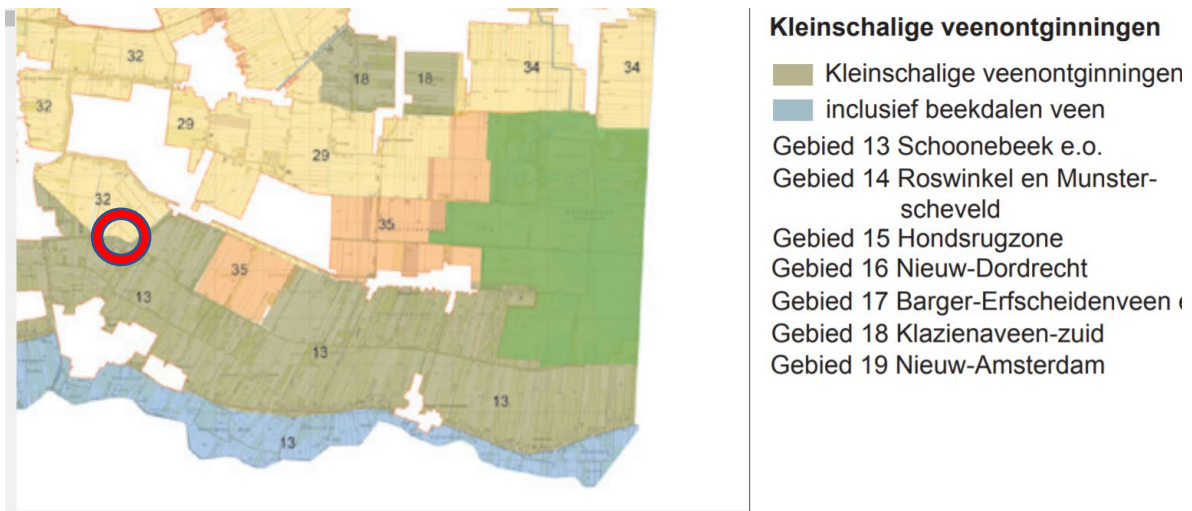 32
18
18
34
34
32
29
29
32
35
35
13
13
13
13
Kleinschalige veenontginningen
Kleinschalige veenontginningen
inclusief beekdalen veen
Gebied 13 Schoonebeek e.o.
Gebied 14 Roswinkel en Munster-
scheveld
Gebied 15 Hondsrugzone
Gebied 16 Nieuw-Dordrecht
Gebied 17 Barger-Erfscheidenveen e
Gebied 18 Klazienaveen-zuid
Gebied 19 Nieuw-Amsterdam